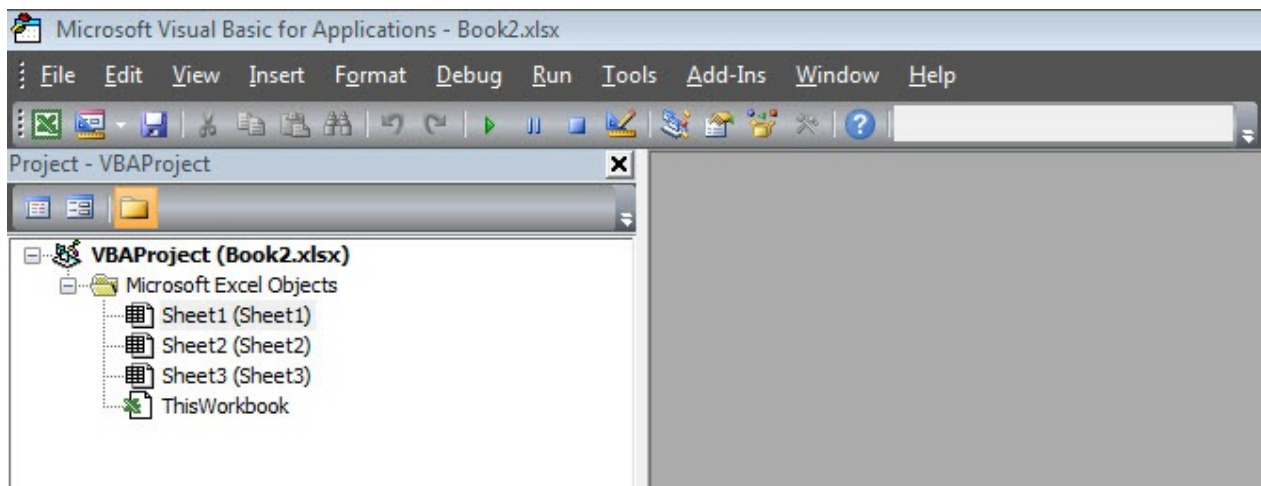 Microsoft Visual Basic for Applications - Book2.xlsx
File Edit View Insert Format Debug Run Tools Add-Ins Window Help
Project - VBAProject
VBAProject (Book2.xlsx)
Microsoft Excel Objects
Sheet1 (Sheet1)
Sheet2 (Sheet2)
Sheet3 (Sheet3)
ThisWorkbook